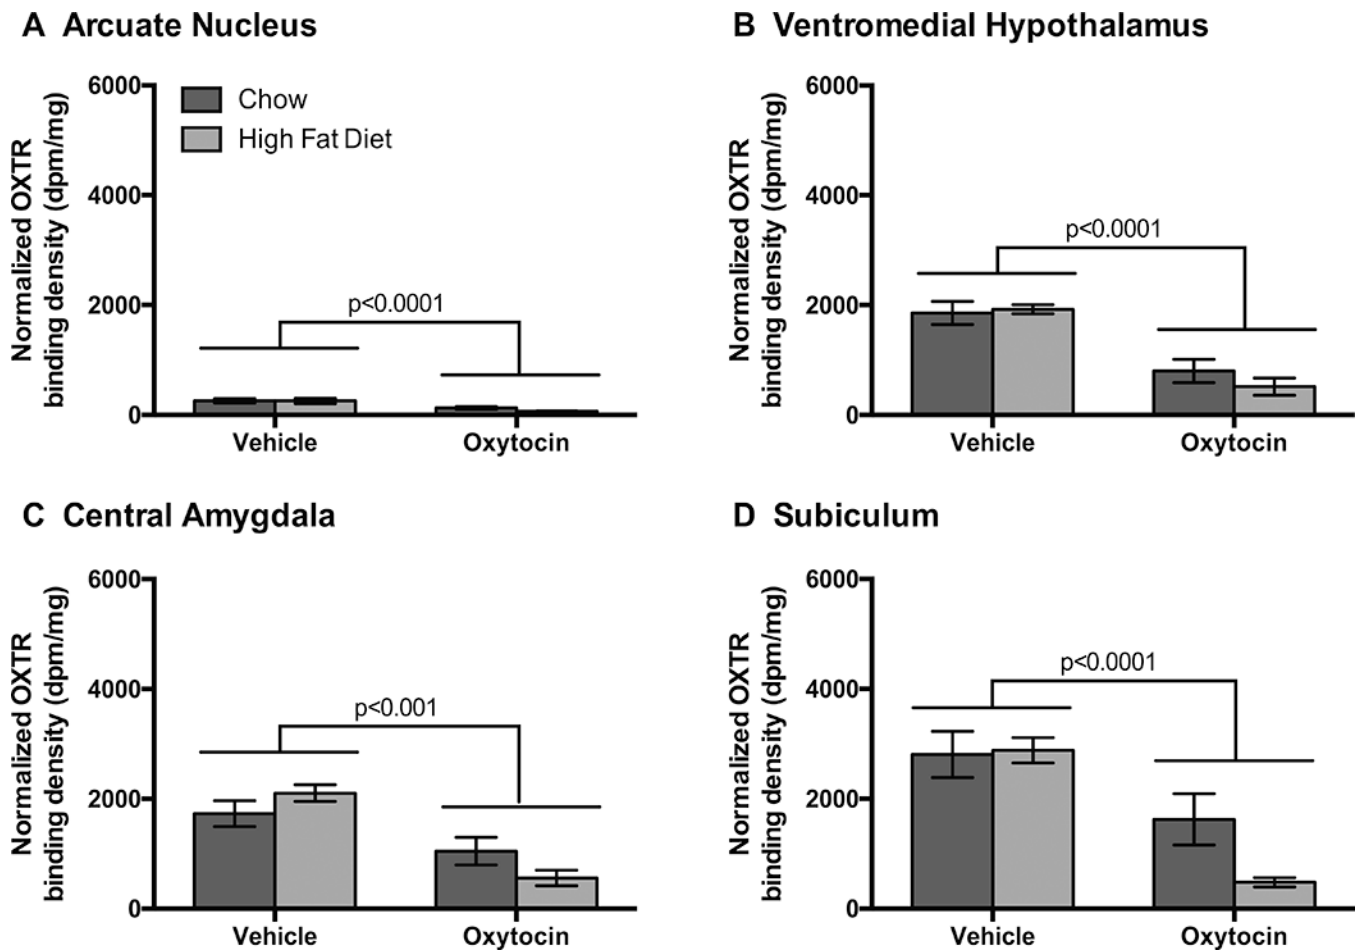 A Arcuate Nucleus
Normalized OXTR
binding density (dpm/mg)
6000
4000
2000
0
Chow
High Fat Diet
p<0.0001
Vehicle
Oxytocin
B Ventromedial Hypothalamus
Normalized OXTR
binding density (dpm/mg)
6000
4000
2000
0
p<0.0001
Vehicle
Oxytocin
C Central Amygdala
Normalized OXTR
binding density (dpm/mg)
6000
4000
2000
0
p<0.001
Vehicle
Oxytocin
D Subiculum
Normalized OXTR
binding density (dpm/mg)
6000
4000
2000
0
p<0.0001
Vehicle
Oxytocin